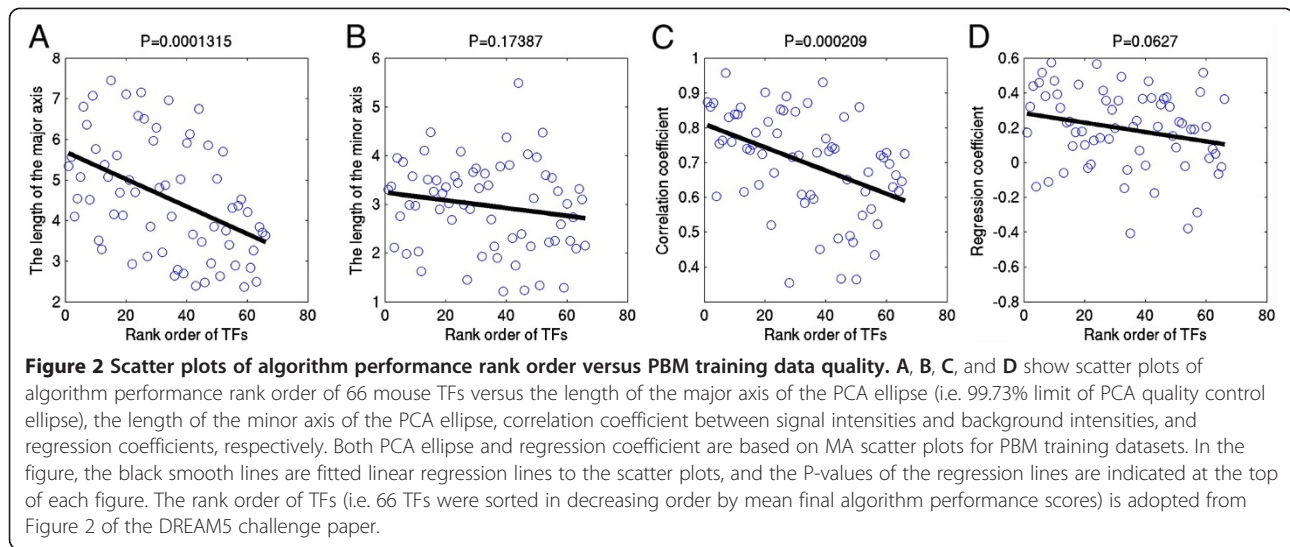 A
P=0.0001315
The length of the major axis
8
7
6
5
4
3
2
0 20 40 60 80
Rank order of TFs
B
P=0.17387
The length of the minor axis
6
5
4
3
2
1
0 20 40 60 80
Rank order of TFs
C
P=0.000209
Correlation coefficient
1
0.9
0.8
0.7
0.6
0.5
0.4
0 20 40 60 80
Rank order of TFs
D
P=0.0627
Regression coefficient
0.6
0.4
0.2
0
-0.2
-0.4
-0.6
-0.8
0 20 40 60 80
Rank order of TFs
Figure 2 Scatter plots of algorithm performance rank order versus PBM training data quality. A, B, C, and D show scatter plots of
algorithm performance rank order of 66 mouse TFs versus the length of the major axis of the PCA ellipse (i.e. 99.73% limit of PCA quality control
ellipse), the length of the minor axis of the PCA ellipse, correlation coefficient between signal intensities and background intensities, and
regression coefficients, respectively. Both PCA ellipse and regression coefficient are based on MA scatter plots for PBM training datasets. In the
figure, the black smooth lines are fitted linear regression lines to the scatter plots, and the P-values of the regression lines are indicated at the top
of each figure. The rank order of TFs (i.e. 66 TFs were sorted in decreasing order by mean final algorithm performance scores) is adopted from
Figure 2 of the DREAM5 challenge paper.